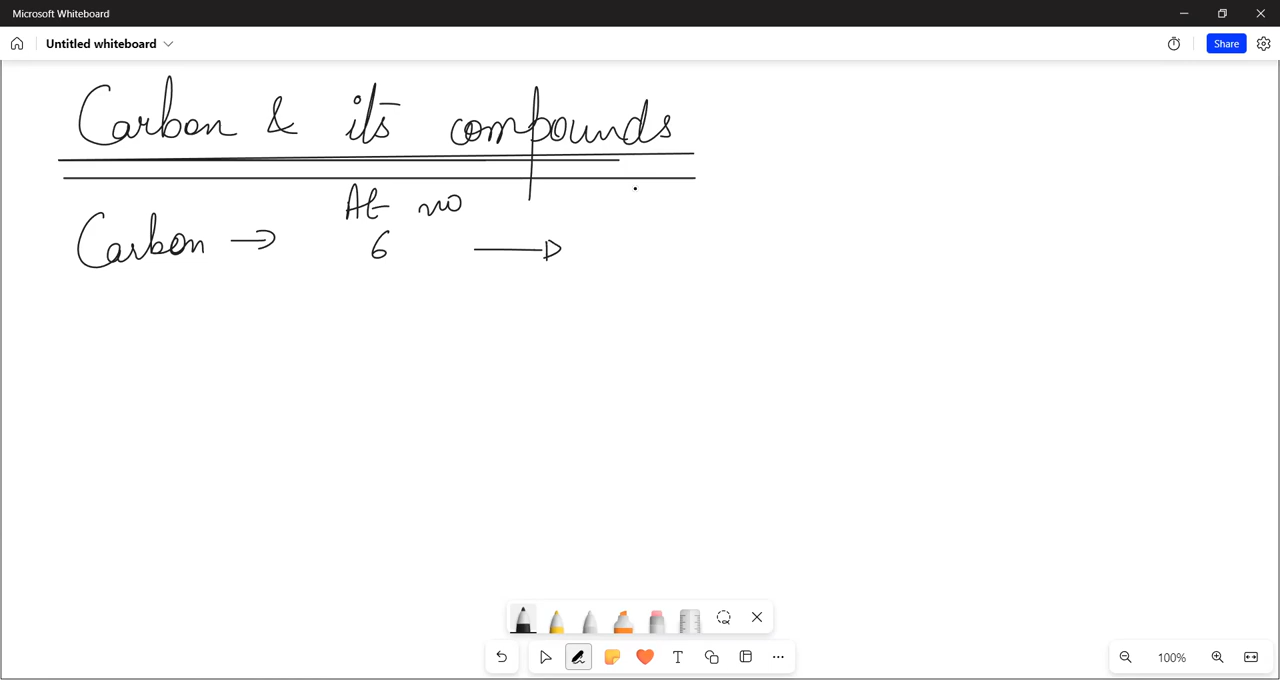 Microsoft Whiteboard
Untitled whiteboard
Share
Carbon & its compounds
At no
Carbon → 6 →
100%